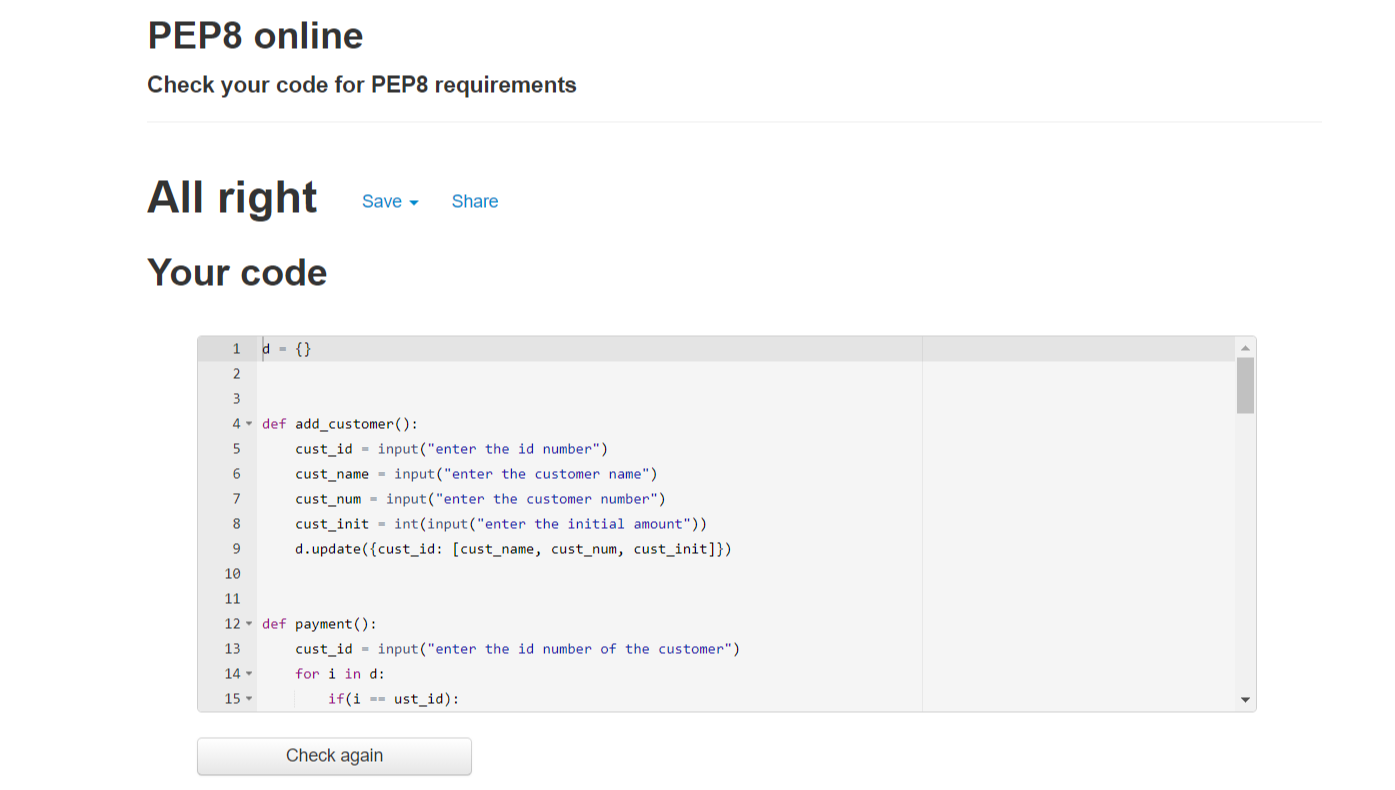 PEP8 online
Check your code for PEP8 requirements
All right Save Share
Your code
1 d = {}
2
3
4 def add_customer():
5     cust_id = input("enter the id number")
6     cust_name = input("enter the customer name")
7     cust_num = input("enter the customer number")
8     cust_init = int(input("enter the initial amount"))
9     d.update({cust_id: [cust_name, cust_num, cust_init]})
10
11
12 def payment():
13     cust_id = input("enter the id number of the customer")
14     for i in d:
15         if(i == ust_id):
Check again